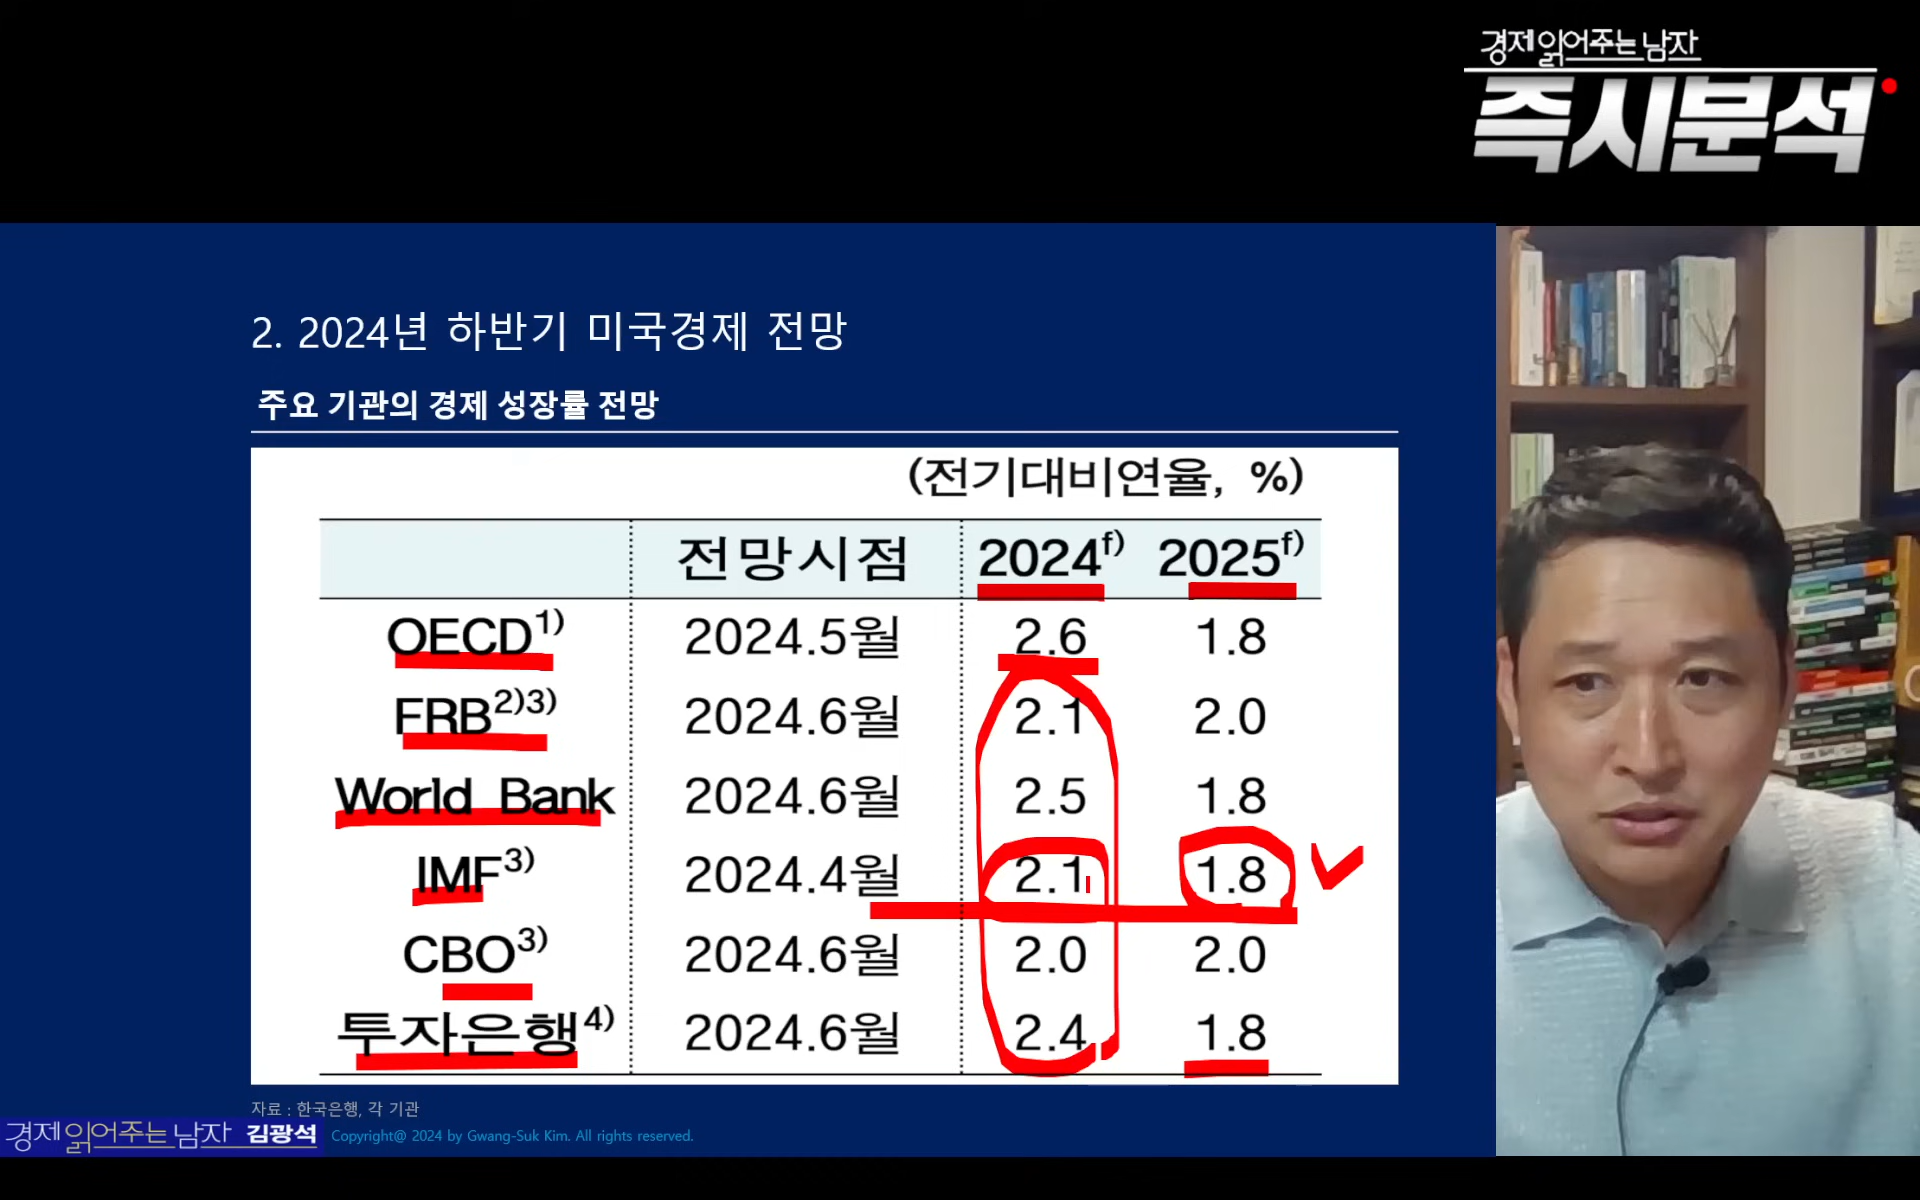 경제 읽어주는 남자
즉시분석
2. 2024년 하반기 미국경제 전망
주요 기관의 경제 성장률 전망
(전기대비연율, %)
전망시점 2024f) 2025f)
OECD1) 2024.5월 2.6 1.8
FRB2)3) 2024.6월 2.1 2.0
World Bank 2024.6월 2.5 1.8
IMF3) 2024.4월 2.1 1.8
CBO3) 2024.6월 2.0 2.0
투자은행4) 2024.6월 2.4 1.8
자료 : 한국은행, 각 기관
경제 읽어주는 남자 김광석 Copyright@ 2024 by Gwang-Suk Kim. All rights reserved.